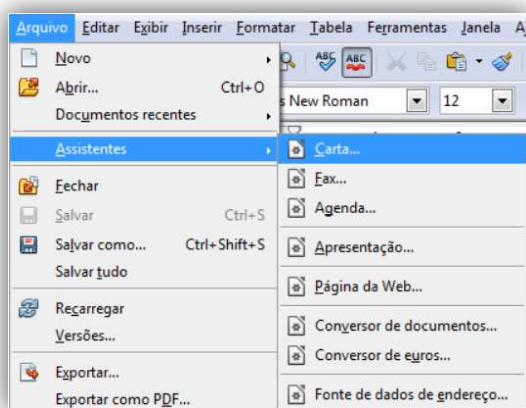 Arquivo Editar Exibir Inserir Formatar Tabela Ferramentas Janela
Novo
Abrir... Ctrl+O
Documentos recentes
Assistentes
Fechar
Salvar Ctrl+S
Salvar como... Ctrl+Shift+S
Salvar tudo
Recarregar
Versões...
Exportar...
Exportar como PDF...
ABC ABC
New Roman 12
Carta...
Fax...
Agenda...
Apresentação...
Página da Web...
Conversor de documentos...
Conversor de euros...
Fonte de dados de endereço...